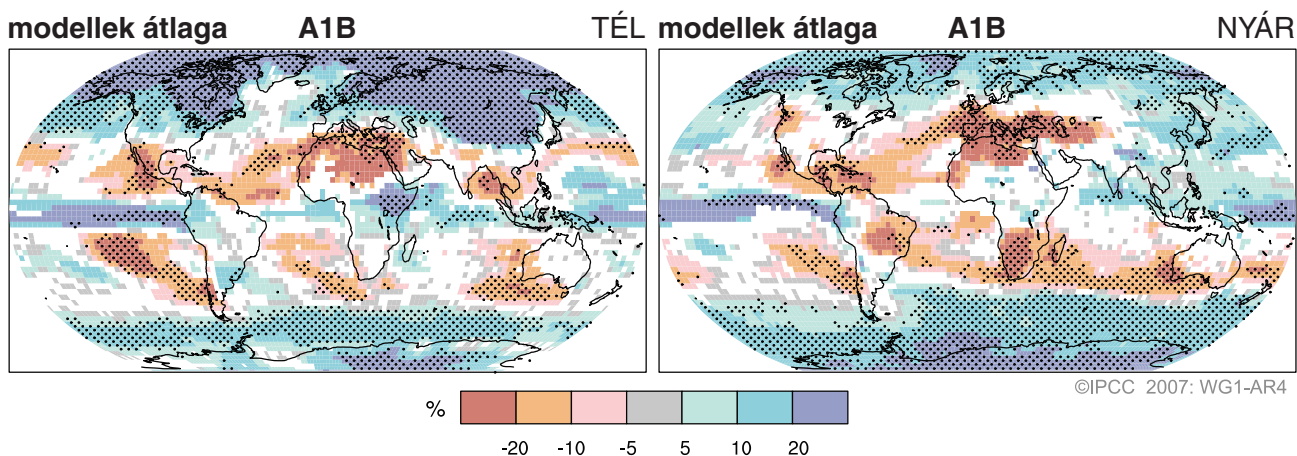 modellek átlaga A1B TÉL
modellek átlaga A1B NYÁR
©IPCC 2007: WG1-AR4
%
-20 -10 -5 5 10 20